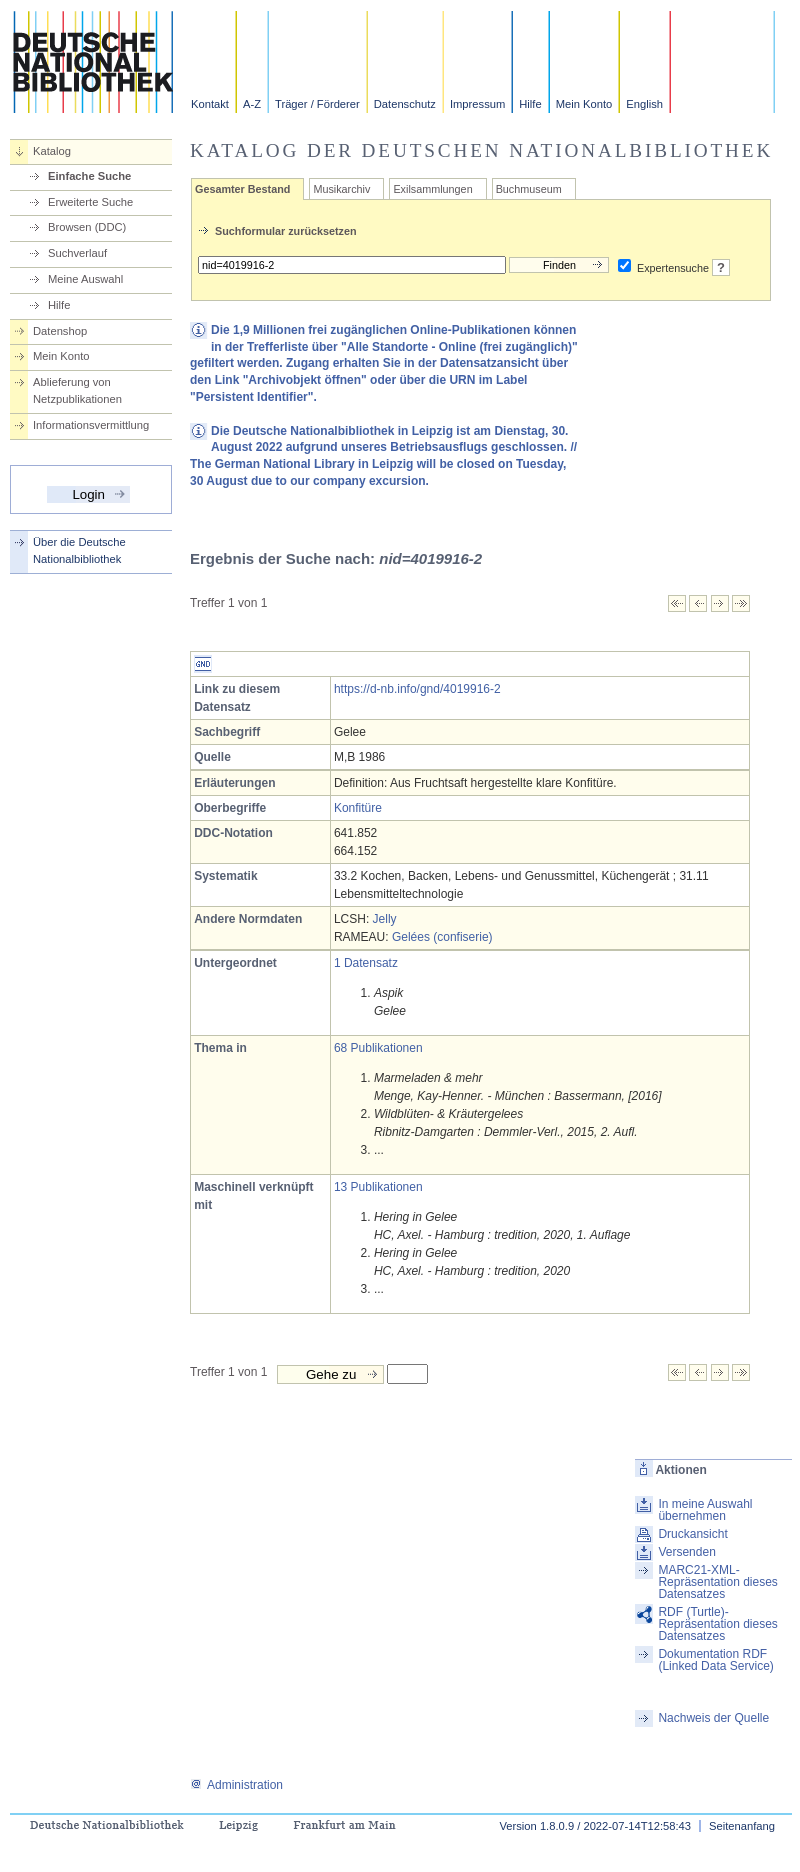 DEUTSCHE
NATIONAL
BIBLIOTHEK
Kontakt
A-Z
Träger / Förderer
Datenschutz
Impressum
Hilfe
Mein Konto
English
Katalog
Einfache Suche
Erweiterte Suche
Browsen (DDC)
Suchverlauf
Meine Auswahl
Hilfe
Datenshop
Mein Konto
Ablieferung von
Netzpublikationen
Informationsvermittlung
Login
Über die Deutsche
Nationalbibliothek
KATALOG DER DEUTSCHEN NATIONALBIBLIOTHEK
Gesamter Bestand
Musikarchiv
Exilsammlungen
Buchmuseum
Suchformular zurücksetzen
nid=4019916-2
Finden
Expertensuche
?
Die 1,9 Millionen frei zugänglichen Online-Publikationen können
in der Trefferliste über "Alle Standorte - Online (frei zugänglich)"
gefiltert werden. Zugang erhalten Sie in der Datensatzansicht über
den Link "Archivobjekt öffnen" oder über die URN im Label
"Persistent Identifier".
Die Deutsche Nationalbibliothek in Leipzig ist am Dienstag, 30.
August 2022 aufgrund unseres Betriebsausflugs geschlossen. //
The German National Library in Leipzig will be closed on Tuesday,
30 August due to our company excursion.
Ergebnis der Suche nach: nid=4019916-2
Treffer 1 von 1
GND
Link zu diesem
Datensatz
https://d-nb.info/gnd/4019916-2
Sachbegriff
Gelee
Quelle
M,B 1986
Erläuterungen
Definition: Aus Fruchtsaft hergestellte klare Konfitüre.
Oberbegriffe
Konfitüre
DDC-Notation
641.852
664.152
Systematik
33.2 Kochen, Backen, Lebens- und Genussmittel, Küchengerät ; 31.11
Lebensmitteltechnologie
Andere Normdaten
LCSH: Jelly
RAMEAU: Gelées (confiserie)
Untergeordnet
1 Datensatz
1. Aspik
Gelee
Thema in
68 Publikationen
1. Marmeladen & mehr
Menge, Kay-Henner. - München : Bassermann, [2016]
2. Wildblüten- & Kräutergelees
Ribnitz-Damgarten : Demmler-Verl., 2015, 2. Aufl.
3. ...
Maschinell verknüpft
mit
13 Publikationen
1. Hering in Gelee
HC, Axel. - Hamburg : tredition, 2020, 1. Auflage
2. Hering in Gelee
HC, Axel. - Hamburg : tredition, 2020
3. ...
Treffer 1 von 1
Gehe zu
Aktionen
In meine Auswahl
übernehmen
Druckansicht
Versenden
MARC21-XML-
Repräsentation dieses
Datensatzes
RDF (Turtle)-
Repräsentation dieses
Datensatzes
Dokumentation RDF
(Linked Data Service)
Nachweis der Quelle
@ Administration
Deutsche Nationalbibliothek
Leipzig
Frankfurt am Main
Version 1.8.0.9 / 2022-07-14T12:58:43 | Seitenanfang